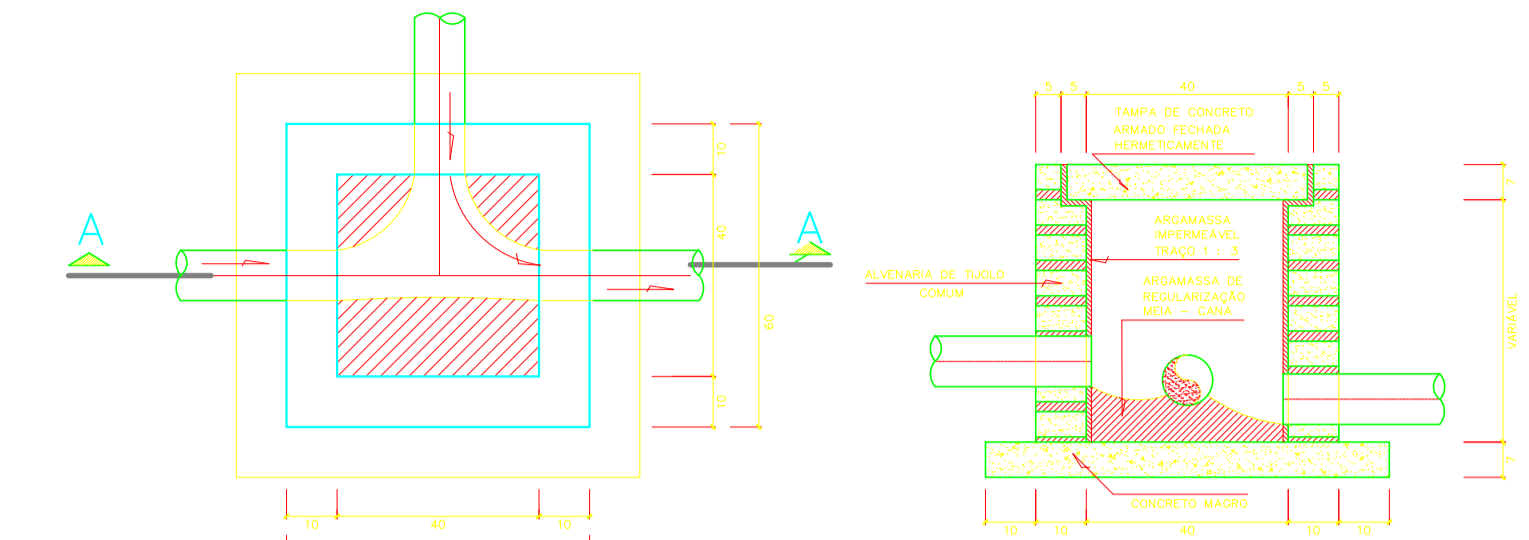 A
A
10
40
10
60
10
40
10
5
5
40
5
5
TAMPA DE CONCRETO
ARMADO FECHADA
HERMETICAMENTE
7
ARGAMASSA
IMPERMEÁVEL
TRAÇO 1 : 3
ALVENARIA DE TIJOLO
COMUM
ARGAMASSA DE
REGULARIZAÇÃO
MEIA - CANA
VARIÁVEL
7
CONCRETO MAGRO
10
10
40
10
10